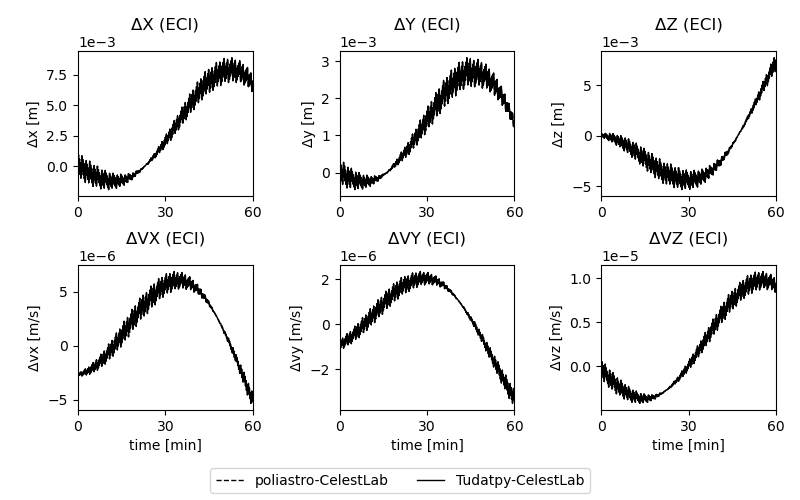 ΔX (ECI)
1e−3
Δx [m]
7.5
5.0
2.5
0.0
0 30 60
ΔY (ECI)
1e−3
Δy [m]
3
2
1
0
0 30 60
ΔZ (ECI)
1e−3
Δz [m]
5
0
−5
0 30 60
ΔVX (ECI)
1e−6
Δvx [m/s]
5
0
−5
0 30 60
time [min]
ΔVY (ECI)
1e−6
Δvy [m/s]
2
0
−2
0 30 60
time [min]
ΔVZ (ECI)
1e−5
Δvz [m/s]
1.0
0.5
0.0
0 30 60
time [min]
poliastro-CelestLab Tudatpy-CelestLab